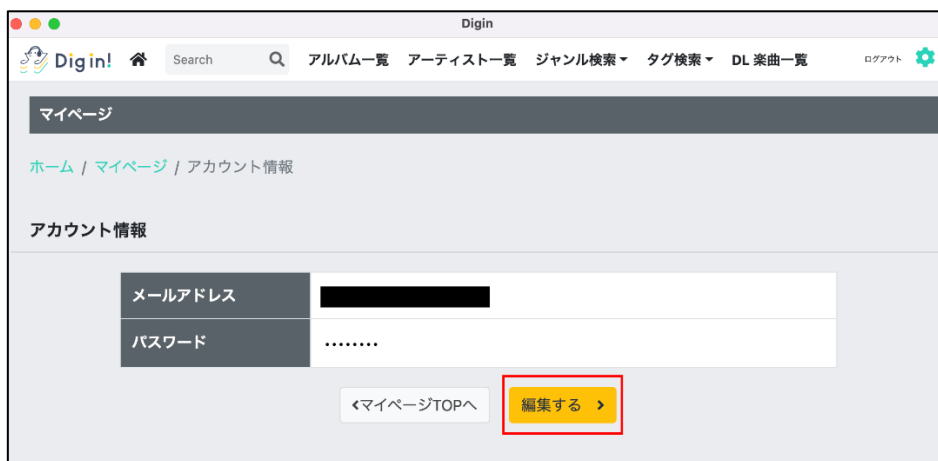 Digin
Digin! Search アルバム一覧 アーティスト一覧 ジャンル検索 タグ検索 DL 楽曲一覧 ログアウト
マイページ
ホーム / マイページ / アカウント情報
アカウント情報
メールアドレス
パスワード ••••••••
<マイページTOPへ 編集する >